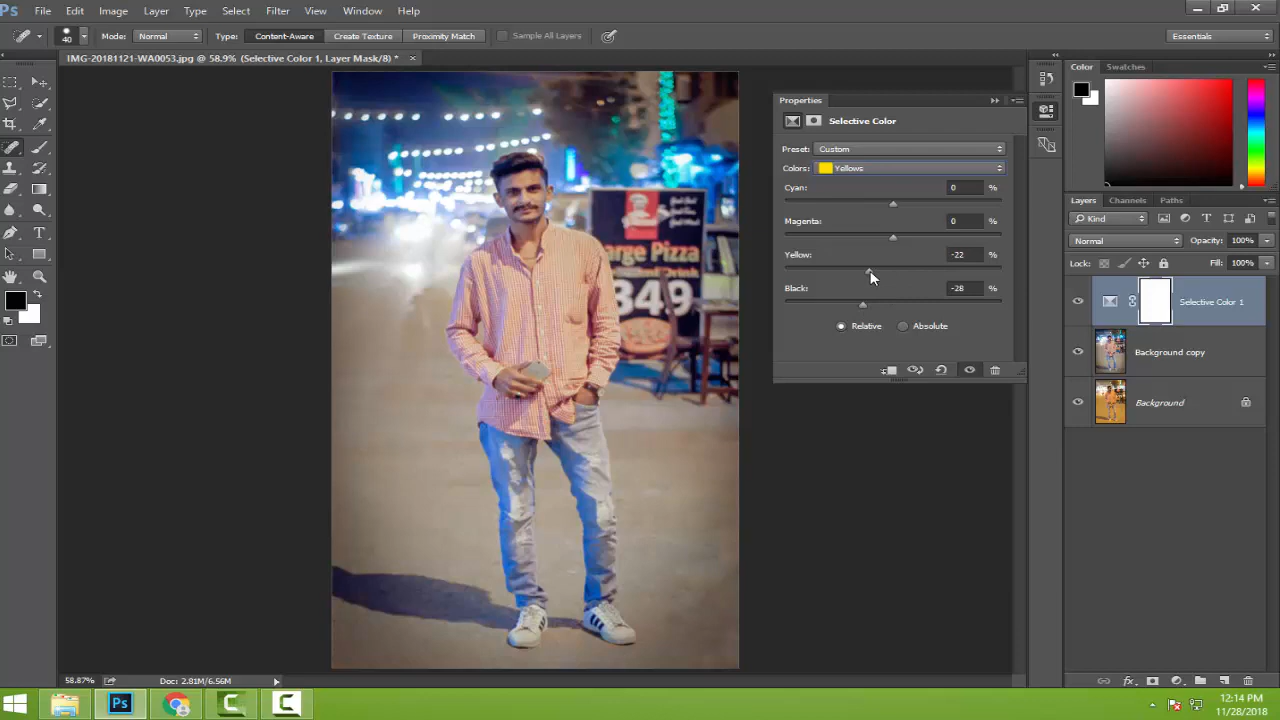 Ps File Edit Image Layer Type Select Filter View Window Help
40 Mode: Normal Type: Content-Aware Create Texture Proximity Match Sample All Layers Essentials
IMG-20181121-WA0053.jpg @ 58.9% (Selective Color 1, Layer Mask/8) *
Color Swatches
Properties
Selective Color
Preset: Custom
Colors: Yellows
Cyan: 0 %
Magenta: 0 %
Yellow: -22 %
Black: -28 %
Relative Absolute
Layers Channels Paths
Kind
Normal Opacity: 100%
Lock: Fill: 100%
Selective Color 1
Background copy
Background
arge Pizza
349
58.87% Doc: 2.81M/6.56M
Ps
12:14 PM
11/28/2018